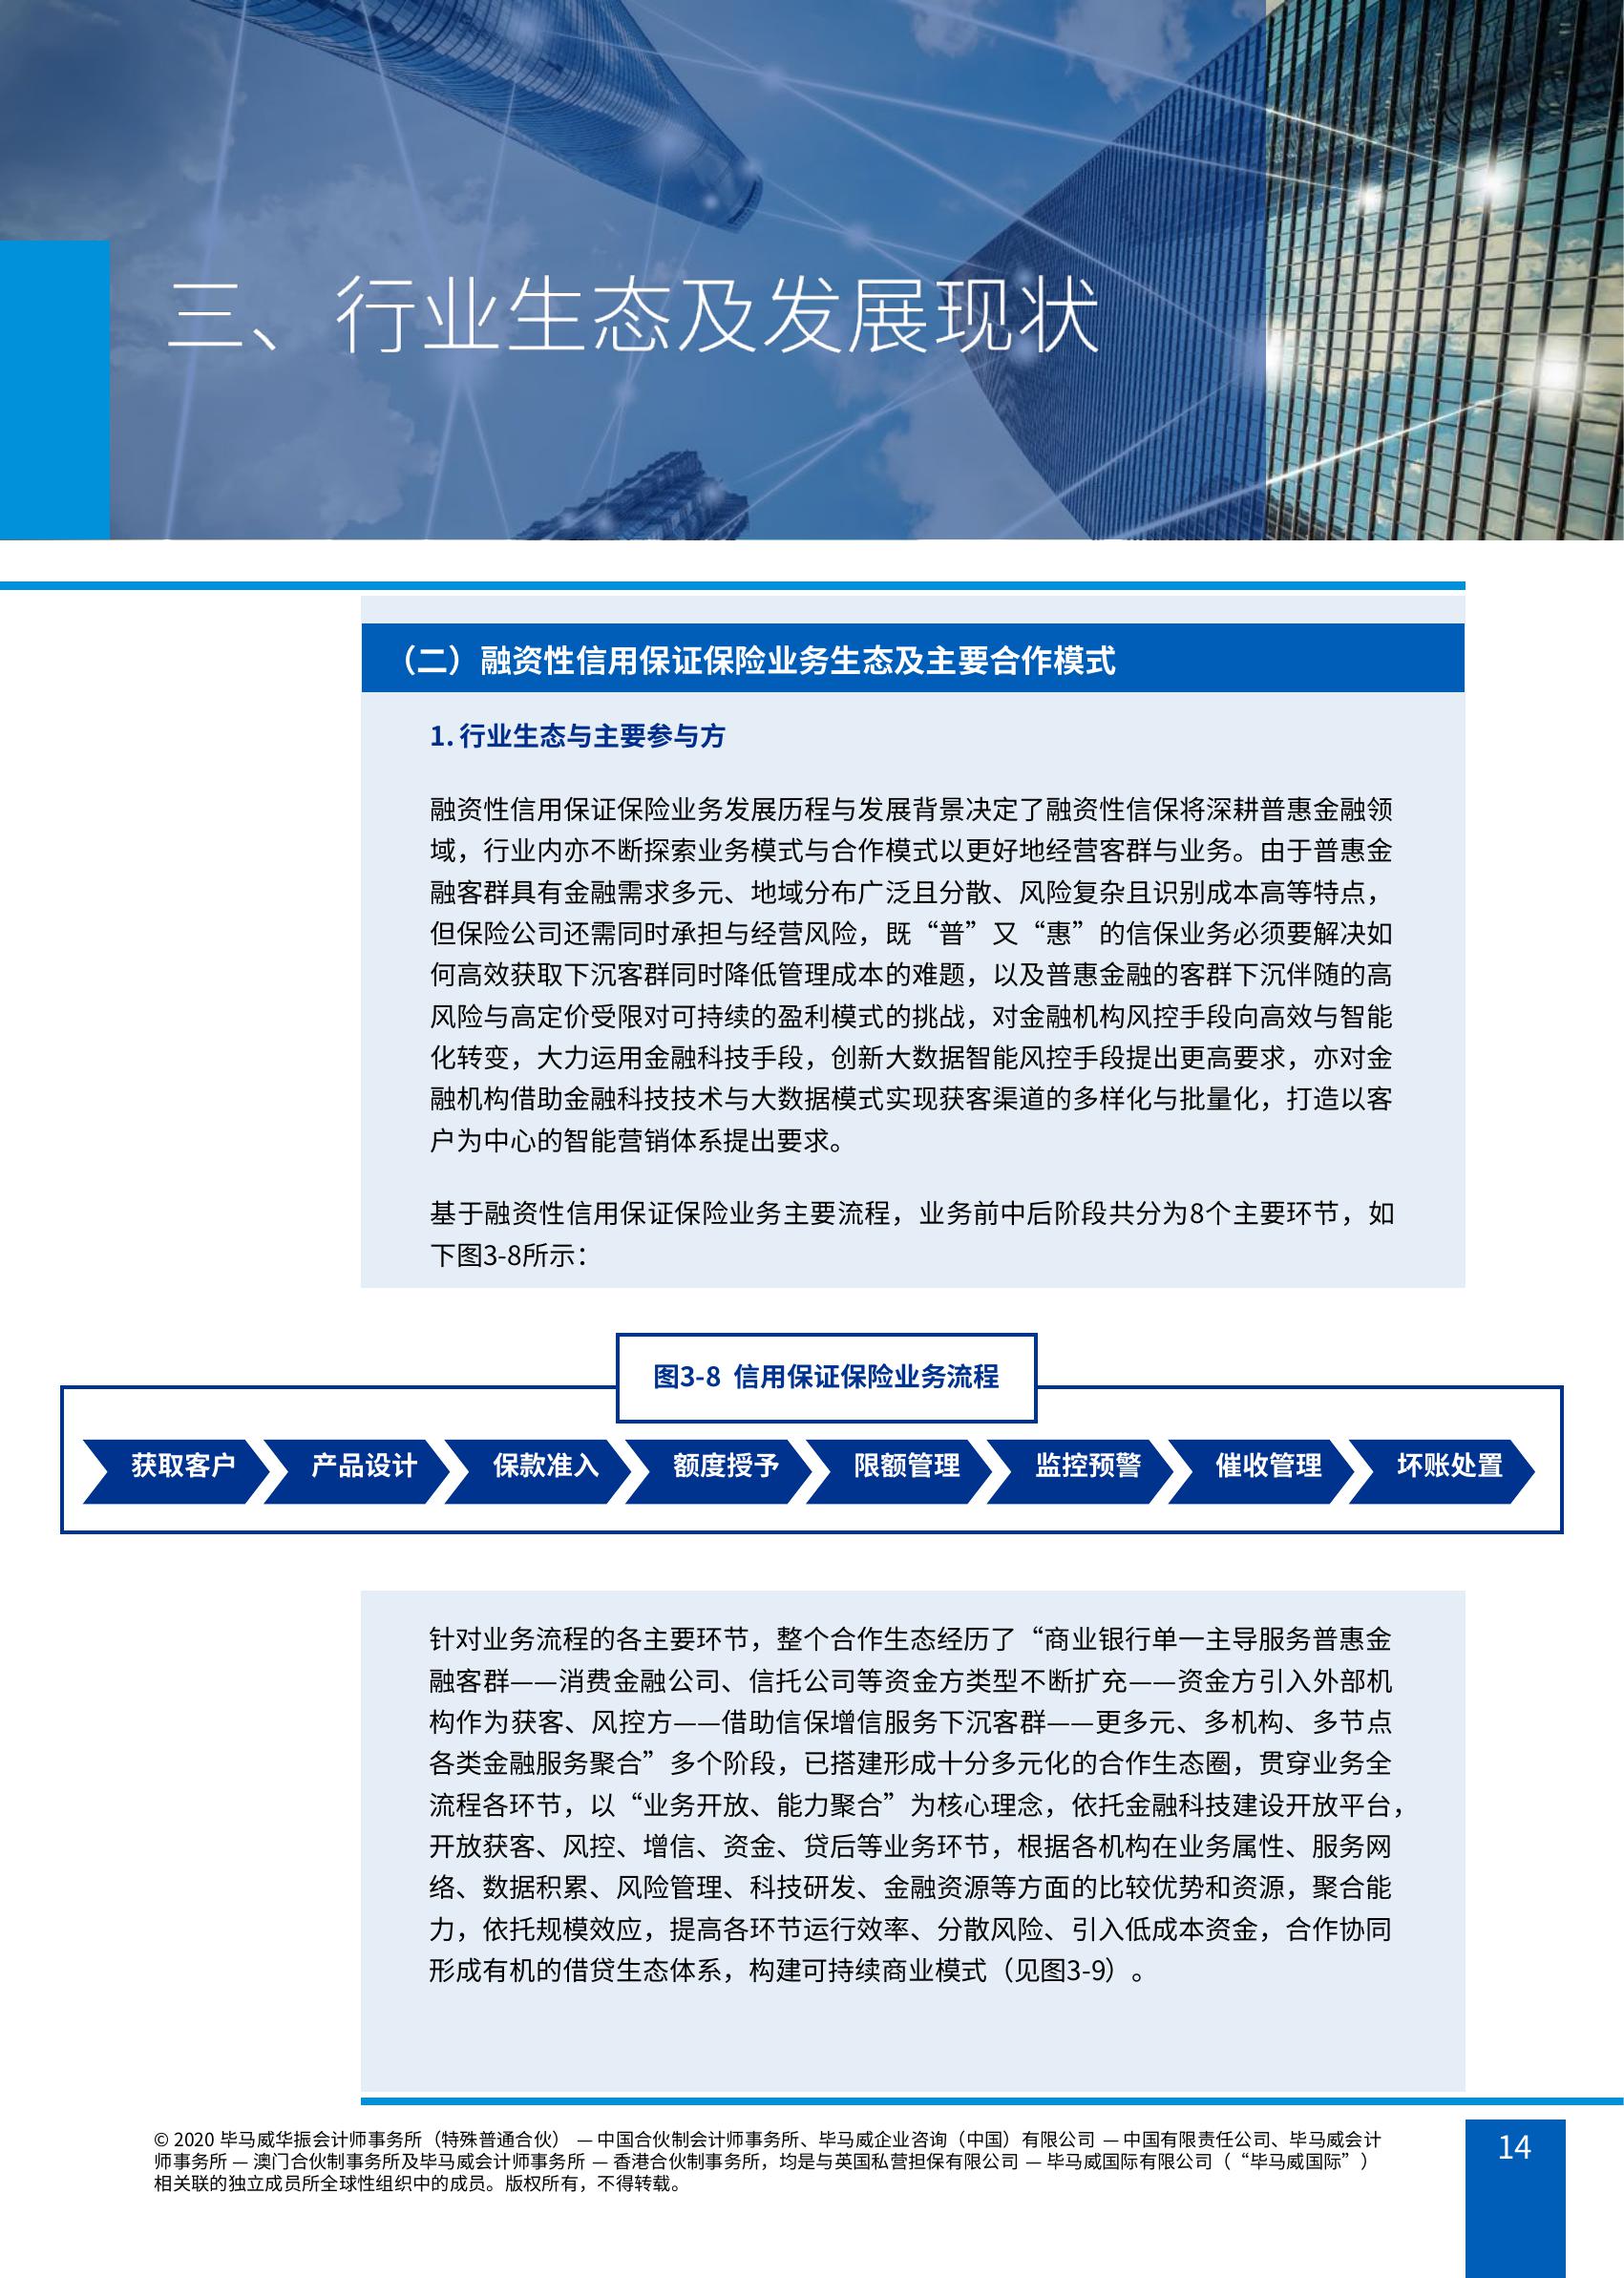 三、行业生态及发展现状
（二）融资性信用保证保险业务生态及主要合作模式
1. 行业生态与主要参与方
融资性信用保证保险业务发展历程与发展背景决定了融资性信保将深耕普惠金融领
域，行业内亦不断探索业务模式与合作模式以更好地经营客群与业务。由于普惠金
融客群具有金融需求多元、地域分布广泛且分散、风险复杂且识别成本高等特点，
但保险公司还需同时承担与经营风险，既“普”又“惠”的信保业务必须要解决如
何高效获取下沉客群同时降低管理成本的难题，以及普惠金融的客群下沉伴随的高
风险与高定价受限对可持续的盈利模式的挑战，对金融机构风控手段向高效与智能
化转变，大力运用金融科技手段，创新大数据智能风控手段提出更高要求，亦对金
融机构借助金融科技技术与大数据模式实现获客渠道的多样化与批量化，打造以客
户为中心的智能营销体系提出要求。
基于融资性信用保证保险业务主要流程，业务前中后阶段共分为8个主要环节，如
下图3-8所示：
图3-8 信用保证保险业务流程
获取客户 产品设计 保款准入 额度授予 限额管理 监控预警 催收管理 坏账处置
针对业务流程的各主要环节，整个合作生态经历了“商业银行单一主导服务普惠金
融客群——消费金融公司、信托公司等资金方类型不断扩充——资金方引入外部机
构作为获客、风控方——借助信保增信服务下沉客群——更多元、多机构、多节点
各类金融服务聚合”多个阶段，已搭建形成十分多元化的合作生态圈，贯穿业务全
流程各环节，以“业务开放、能力聚合”为核心理念，依托金融科技建设开放平台，
开放获客、风控、增信、资金、贷后等业务环节，根据各机构在业务属性、服务网
络、数据积累、风险管理、科技研发、金融资源等方面的比较优势和资源，聚合能
力，依托规模效应，提高各环节运行效率、分散风险、引入低成本资金，合作协同
形成有机的借贷生态体系，构建可持续商业模式（见图3-9）。
© 2020 毕马威华振会计师事务所（特殊普通合伙） — 中国合伙制会计师事务所、毕马威企业咨询（中国）有限公司 — 中国有限责任公司、毕马威会计
师事务所 — 澳门合伙制事务所及毕马威会计师事务所 — 香港合伙制事务所，均是与英国私营担保有限公司 — 毕马威国际有限公司（“毕马威国际”）
相关联的独立成员所全球性组织中的成员。版权所有，不得转载。
14